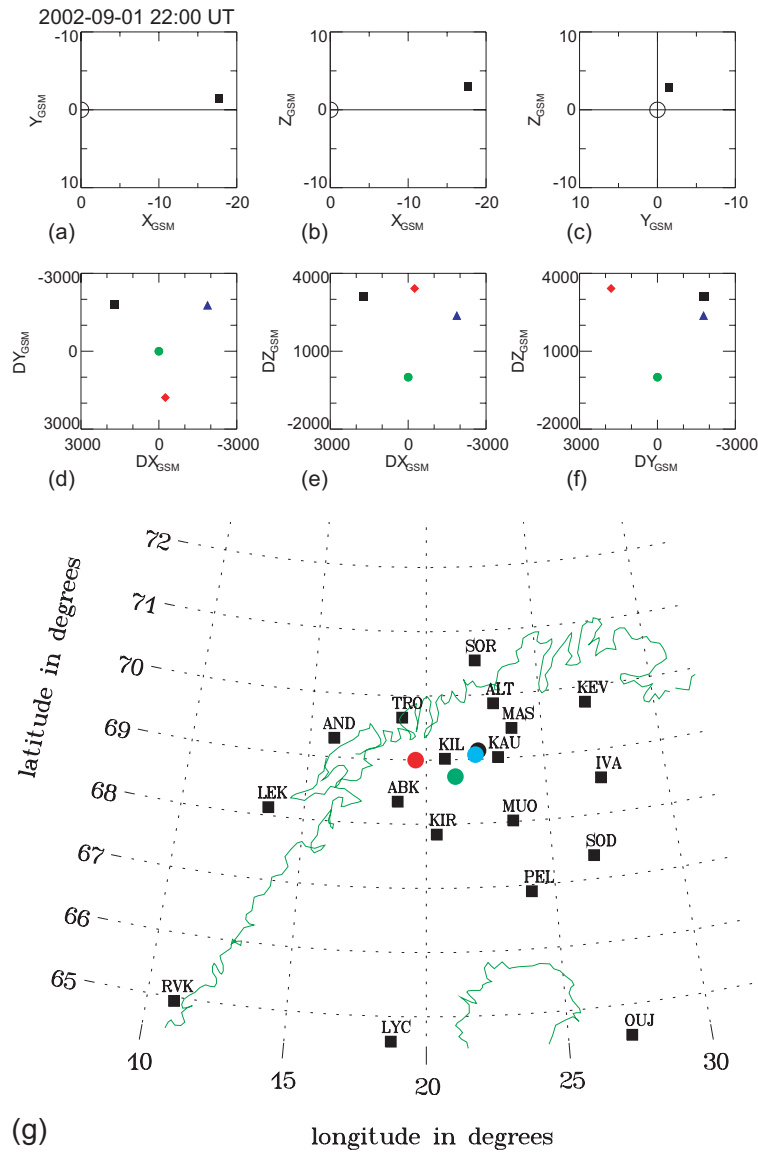 2002-09-01 22:00 UT
-10
0
10
Y_GSM
0
-10
-20
X_GSM
(a)
10
0
-10
Z_GSM
0
-10
-20
X_GSM
(b)
10
0
-10
Z_GSM
10
0
-10
Y_GSM
(c)
-3000
0
3000
DY_GSM
3000
0
-3000
DX_GSM
(d)
4000
1000
-2000
DZ_GSM
3000
0
-3000
DX_GSM
(e)
4000
1000
-2000
DZ_GSM
3000
0
-3000
DY_GSM
(f)
72
71
70
69
68
67
66
65
latitude in degrees
SOR
ALT
KEV
TRO
MAS
AND
KIL
KAU
IVA
LEK
ABK
MUO
KIR
SOD
PEL
RVK
LYC
OUJ
10
15
20
25
30
longitude in degrees
(g)